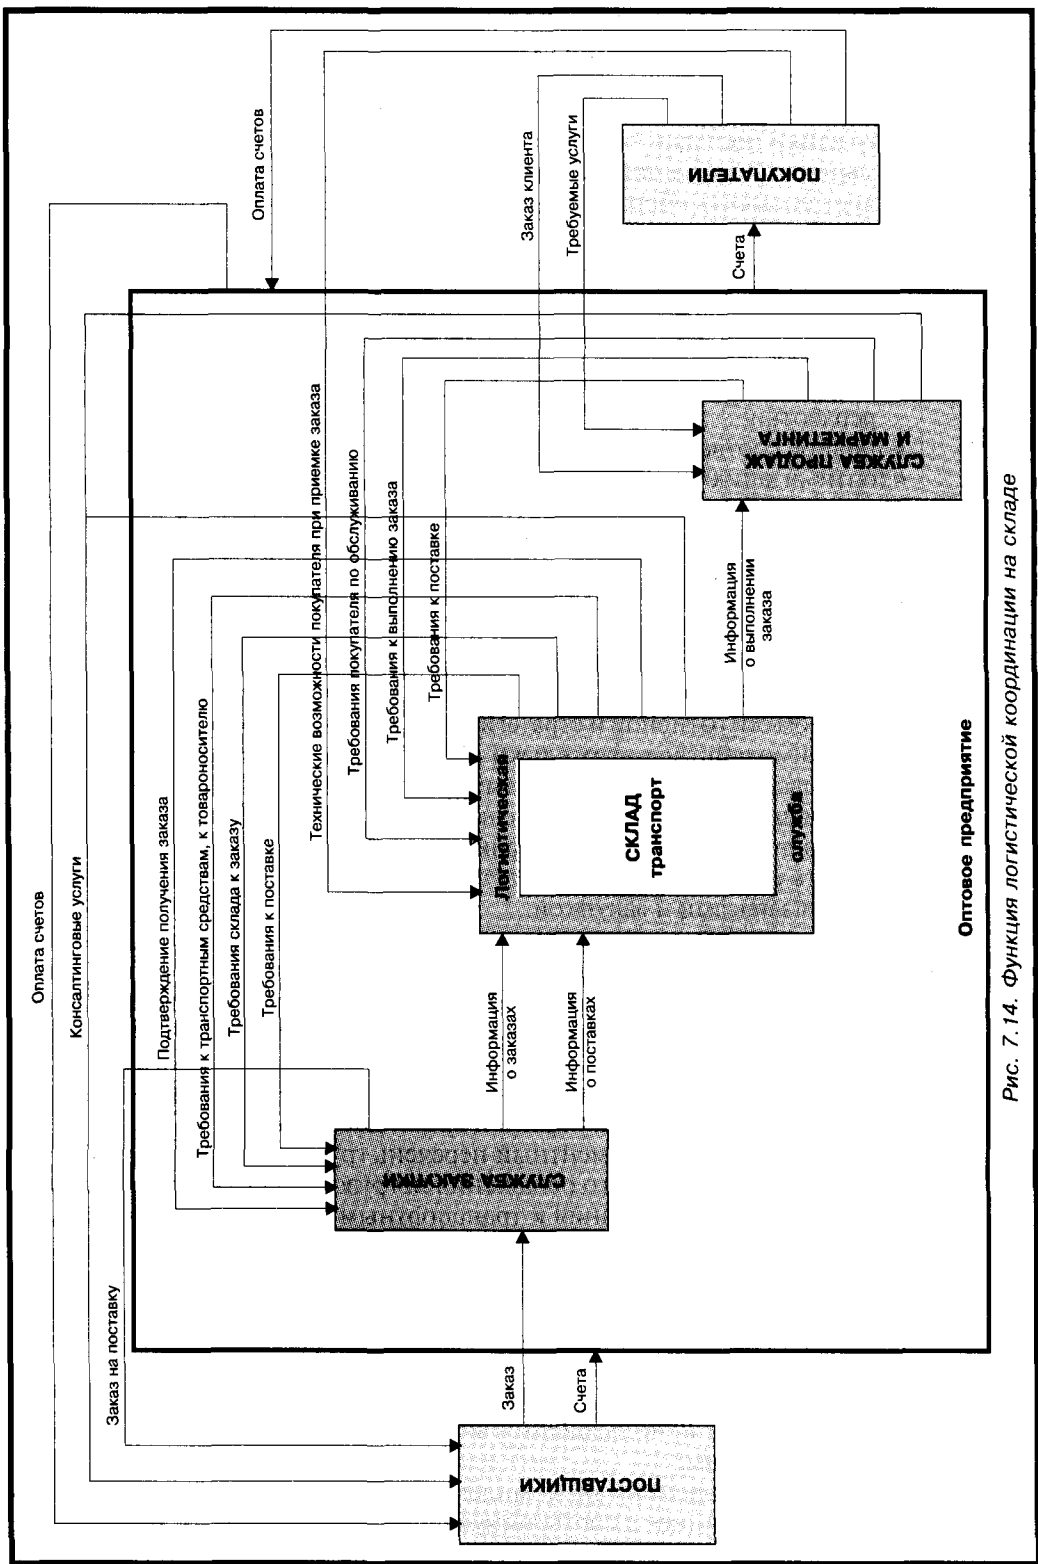 Оплата счетов
Консалтинговые услуги
Заказ на поставку
Подтверждение получения заказа
Требования к транспортным средствам, к товароносителю
Требования склада к заказу
Требования к поставке
Оплата счетов
Технические возможности покупателя при приемке заказа
Требования покупателя по обслуживанию
Требования к выполнению заказа
Требования к поставке
Заказ клиента
Требуемые услуги
ПОСТАВЩИКИ
Заказ
Счета
СЛУЖБА ЗАКУПКИ
Информация
о заказах
Информация
о поставках
Логистическая
СКЛАД
транспорт
служба
Информация
о выполнении
заказа
СЛУЖБА ПРОДАЖ
И МАРКЕТИНГА
Счета
ПОКУПАТЕЛИ
Оптовое предприятие
Рис. 7.14. Функция логистической координации на складе